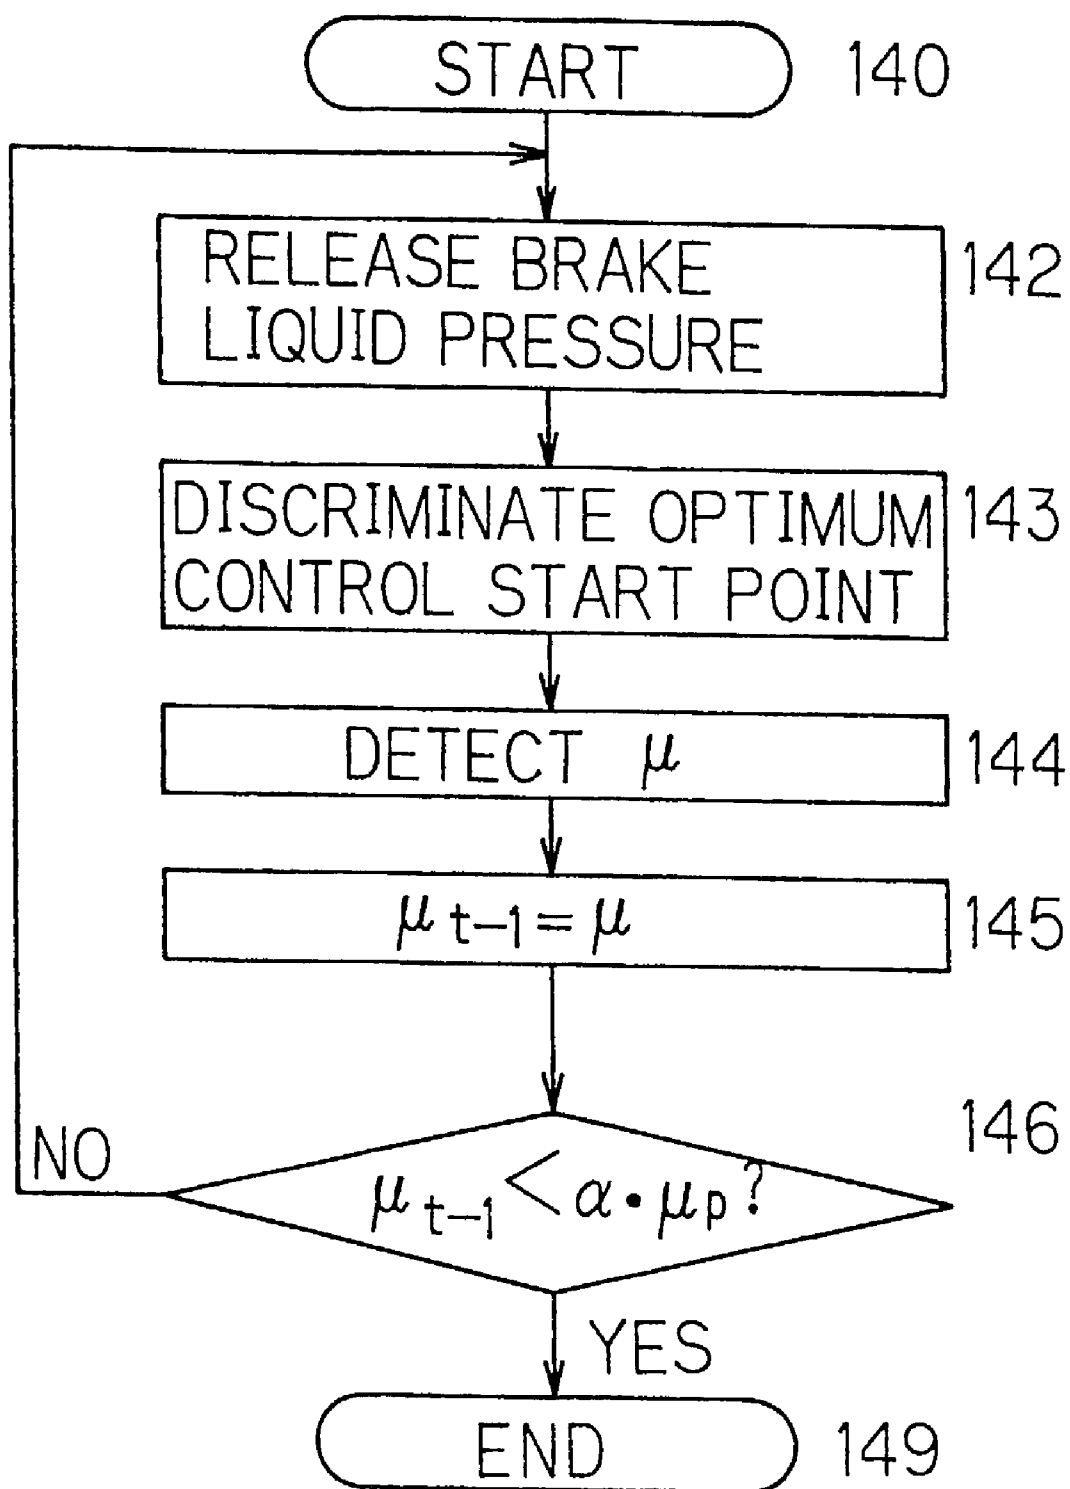 START 140
RELEASE BRAKE 142
LIQUID PRESSURE
DISCRIMINATE OPTIMUM 143
CONTROL START POINT
DETECT μ 144
μ t-1 = μ 145
146
NO
μ t-1 < α・μp?
YES
END 149